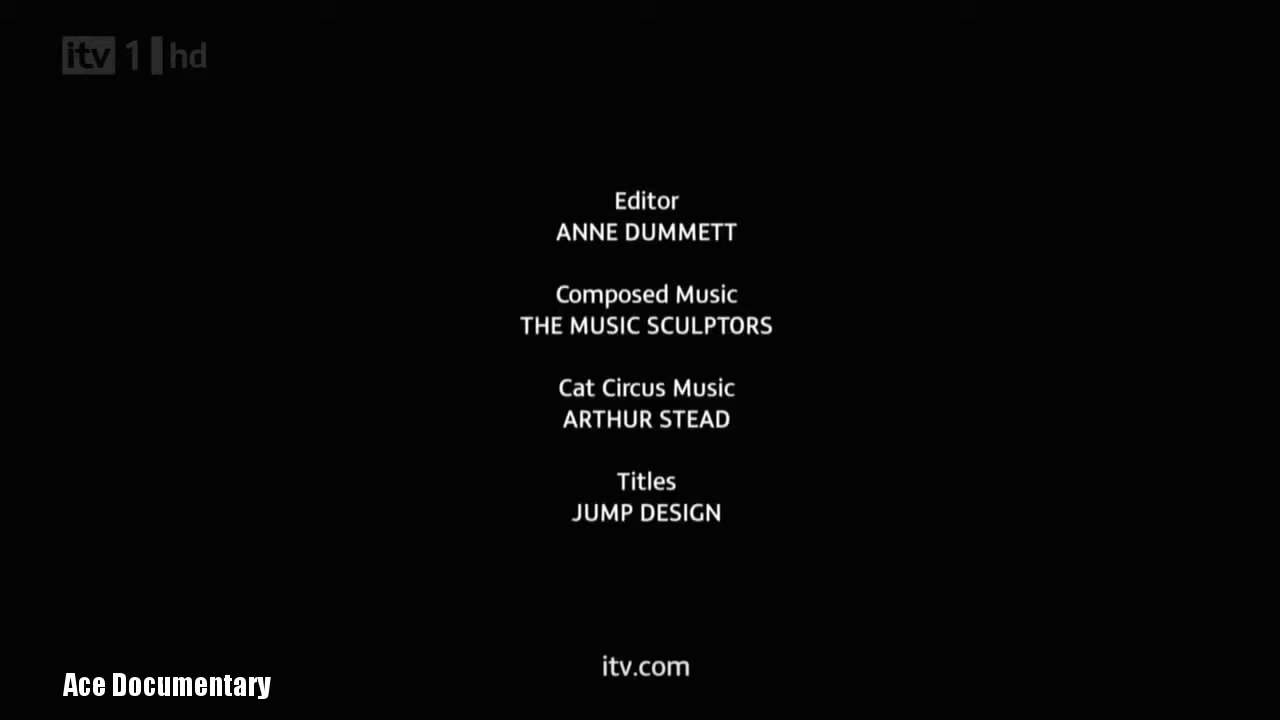 itv 1 hd
Editor
ANNE DUMMETT
Composed Music
THE MUSIC SCULPTORS
Cat Circus Music
ARTHUR STEAD
Titles
JUMP DESIGN
itv.com
Ace Documentary